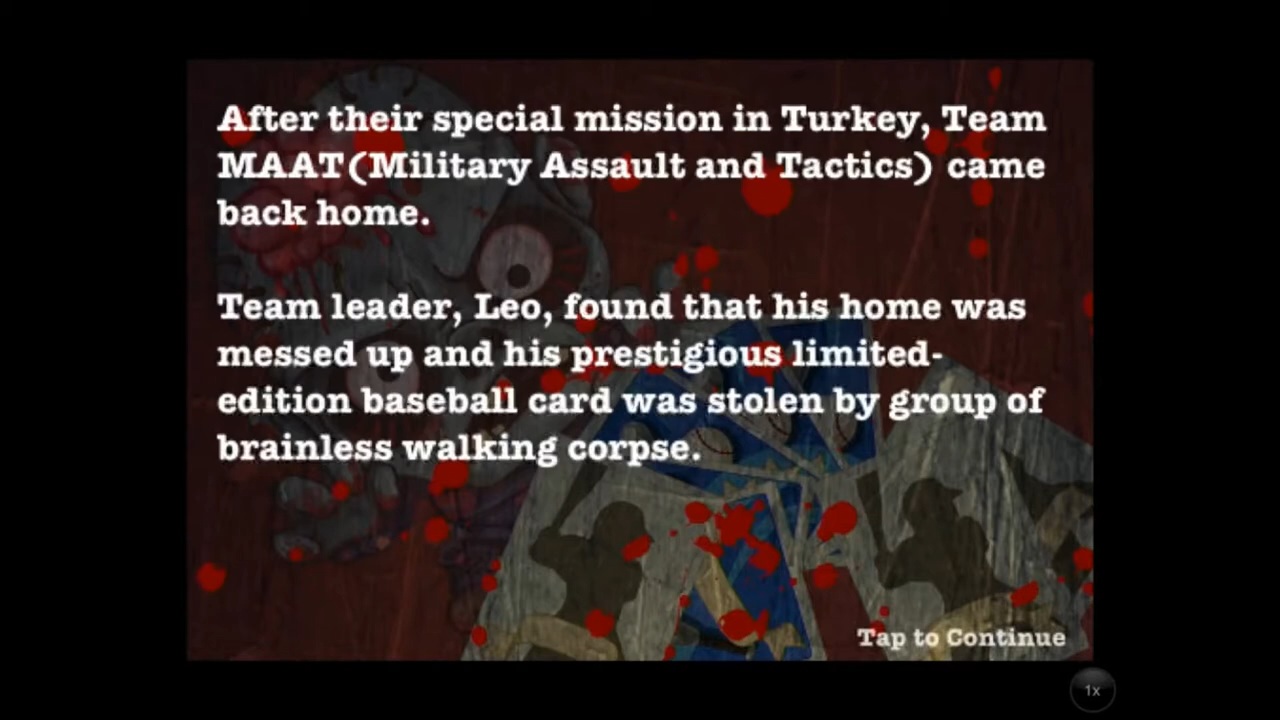 After their special mission in Turkey, Team
MAAT(Military Assault and Tactics) came
back home.
Team leader, Leo, found that his home was
messed up and his prestigious limited-
edition baseball card was stolen by group of
brainless walking corpse.
Tap to Continue
1x